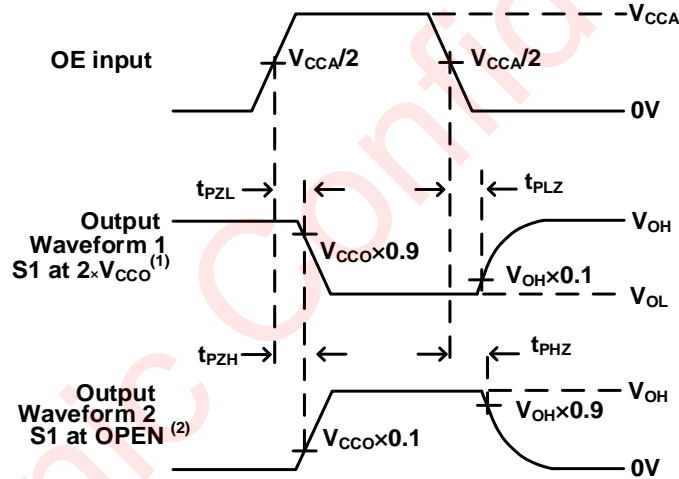 V_CCA
OE input
V_CCA/2
V_CCA/2
0V
t_PZL
t_PLZ
Output
Waveform 1
S1 at 2×V_CCO(1)
V_CCO×0.9
V_OH
V_OH×0.1
V_OL
t_PZH
t_PHZ
Output
Waveform 2
S1 at OPEN (2)
V_OH
V_OH×0.9
V_CCO×0.1
0V
nic Confid